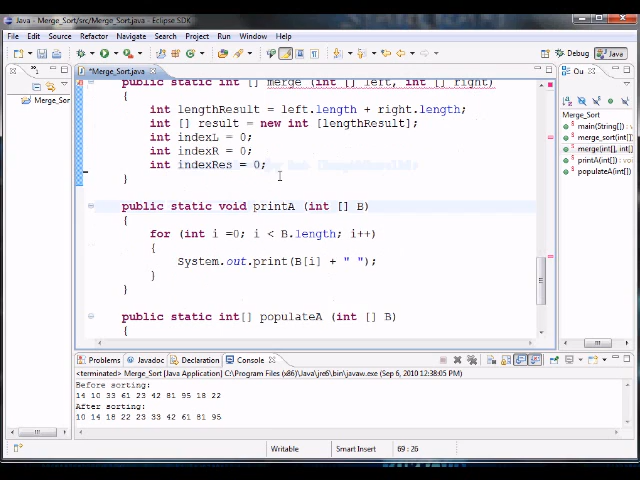 Java - Merge_Sort/src/Merge_Sort.java - Eclipse SDK
File Edit Source Refactor Navigate Search Project Run Window Help
Debug Java
*Merge_Sort.java
Ou
Merge_Sort
public static int [] merge (int [] left, int [] right)
{
int lengthResult = left.length + right.length;
int [] result = new int [lengthResult];
int indexL = 0;
int indexR = 0;
int indexRes = 0;
}
public static void printA (int [] B)
{
for (int i =0; i < B.length; i++)
{
System.out.print(B[i] + " ");
}
}
public static int[] populateA (int [] B)
{
Merge_Sort
main(String[])
merge_sort(int[
merge(int[], int[
printA(int[])
populateA(int[]
Problems Javadoc Declaration Console
<terminated> Merge_Sort [Java Application] C:\Program Files (x86)\Java\jre6\bin\javaw.exe (Sep 6, 2010 12:38:05 PM)
Before sorting:
14 10 33 61 23 42 81 95 18 22
After sorting:
10 14 18 22 23 33 42 61 81 95
Writable Smart Insert 69 : 26